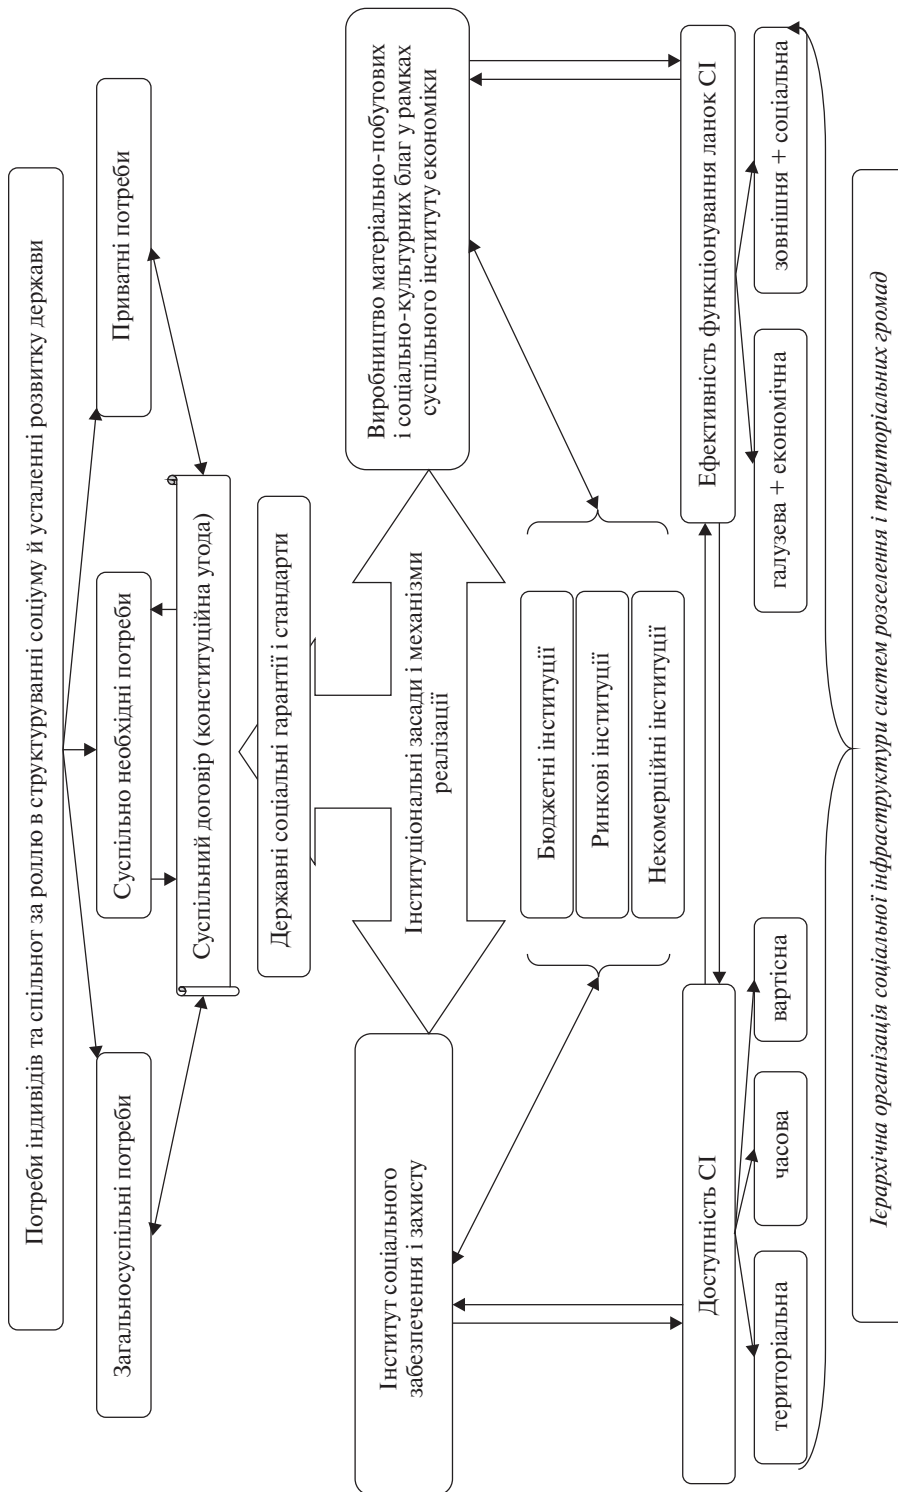 Потреби індивідів та спільнот за роллю в структуруванні соціуму й усталенні розвитку держави
Загальносуспільні потреби
Суспільно необхідні потреби
Приватні потреби
Суспільний договір (конституційна угода)
Державні соціальні гарантії і стандарти
Інститут соціального
забезпечення і захисту
Інституціональні засади і механізми
реалізації
Виробництво матеріально-побутових
і соціально-культурних благ у рамках
суспільного інституту економіки
Бюджетні інституції
Ринкові інституції
Некомерційні інституції
Доступність СІ
Ефективність функціонування ланок СІ
територіальна
часова
вартісна
галузева + економічна
зовнішня + соціальна
Ієрархічна організація соціальної інфраструктури систем розселення і територіальних громад